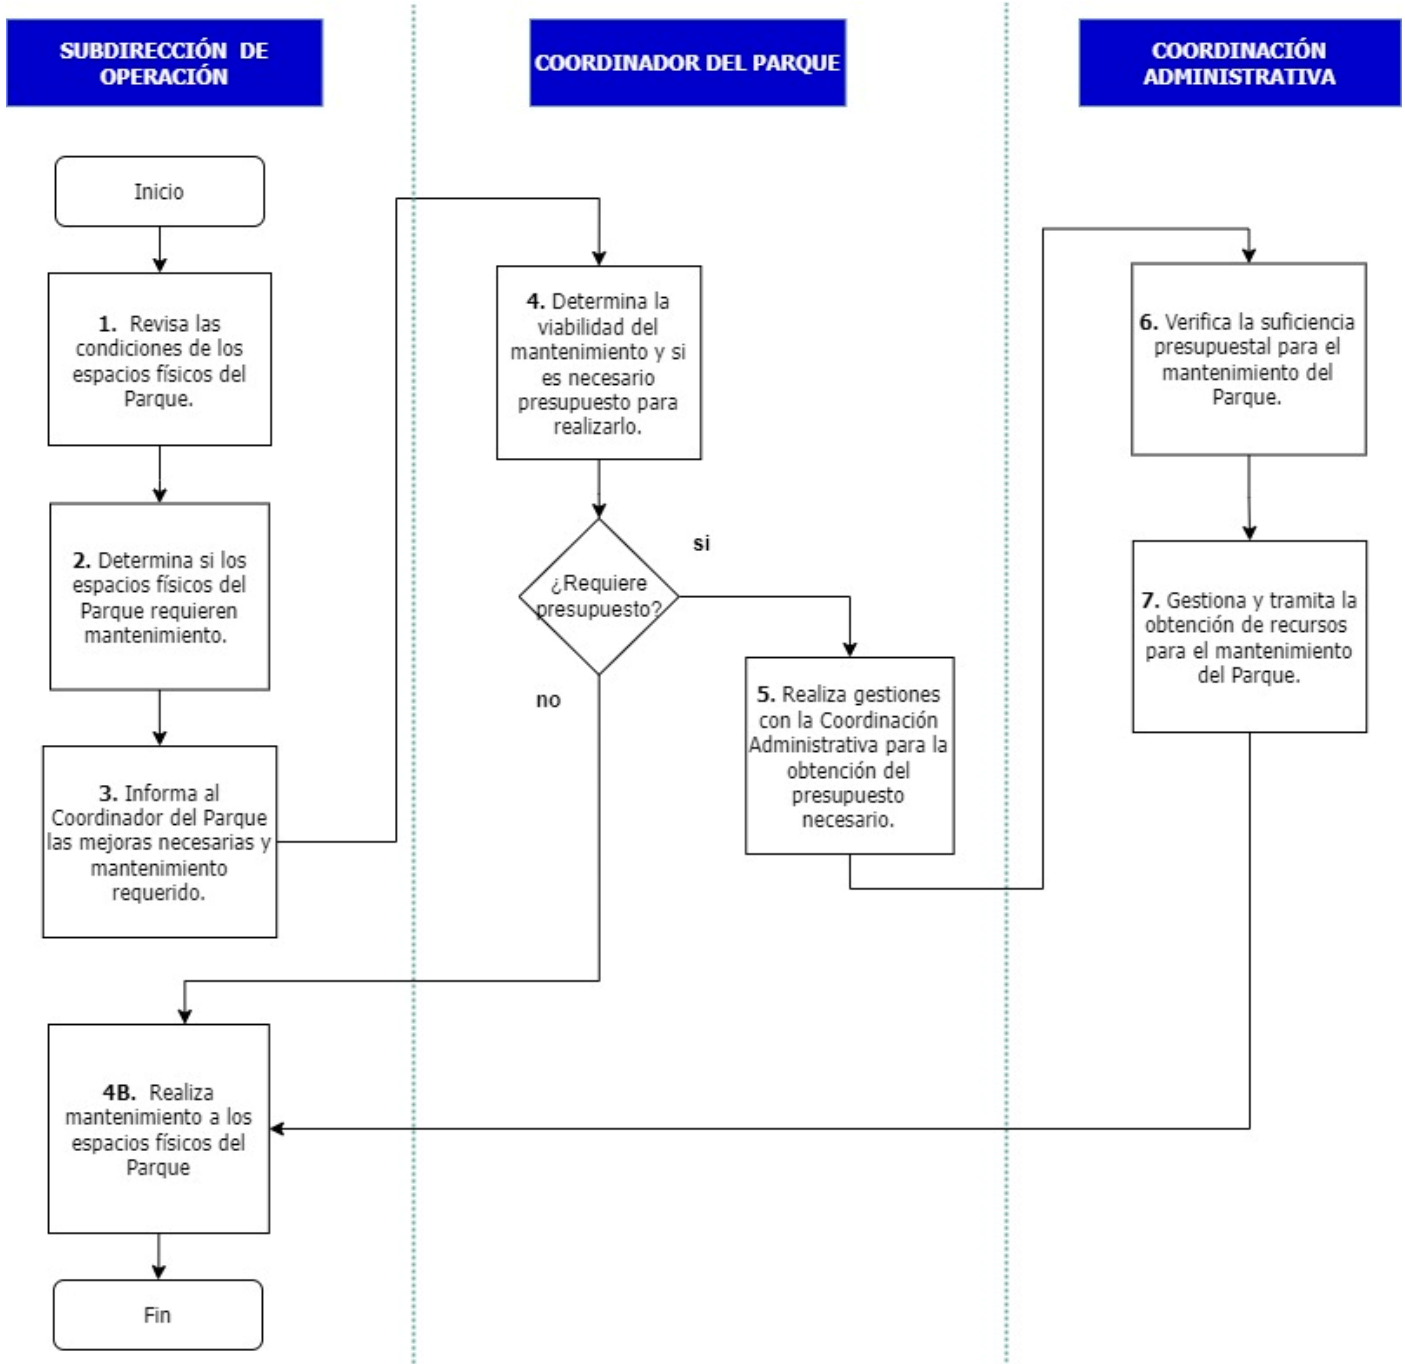 SUBDIRECCIÓN DE
OPERACIÓN
COORDINADOR DEL PARQUE
COORDINACIÓN
ADMINISTRATIVA
Inicio
1. Revisa las
condiciones de los
espacios físicos del
Parque.
2. Determina si los
espacios físicos del
Parque requieren
mantenimiento.
3. Informa al
Coordinador del Parque
las mejoras necesarias y
mantenimiento
requerido.
4. Determina la
viabilidad del
mantenimiento y si
es necesario
presupuesto para
realizarlo.
¿Requiere
presupuesto?
si
no
5. Realiza gestiones
con la Coordinación
Administrativa para la
obtención del
presupuesto
necesario.
6. Verifica la suficiencia
presupuestal para el
mantenimiento del
Parque.
7. Gestiona y tramita la
obtención de recursos
para el mantenimiento
del Parque.
4B. Realiza
mantenimiento a los
espacios físicos del
Parque
Fin